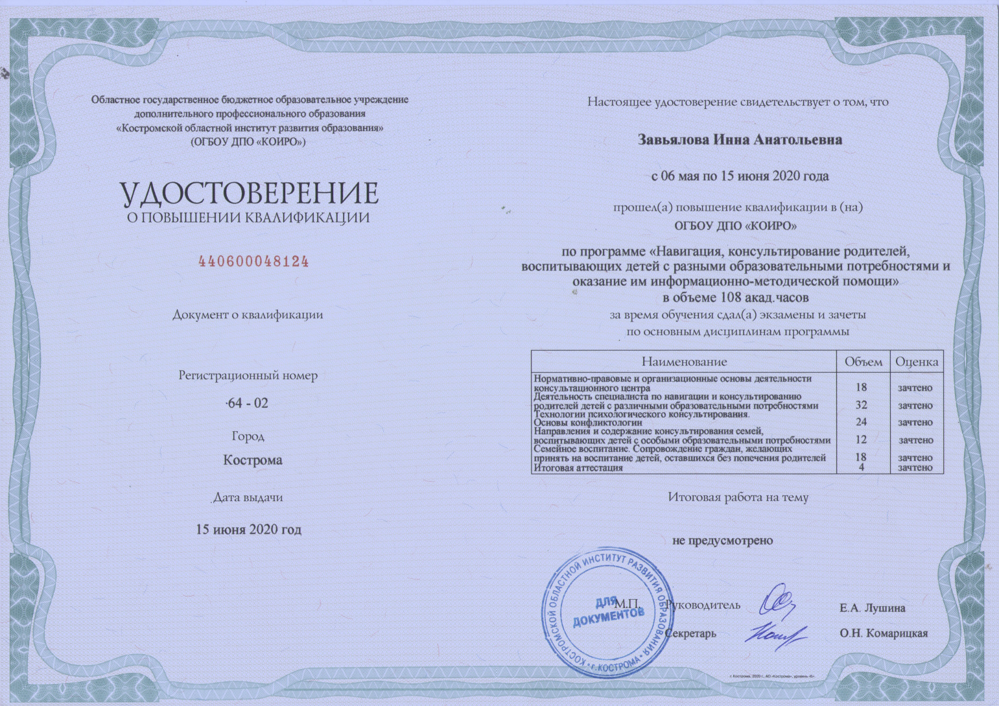 Областное государственное бюджетное образовательное учреждение
дополнительного профессионального образования
«Костромской областной институт развития образования»
(ОГБОУ ДПО «КОИРО»)
УДОСТОВЕРЕНИЕ
О ПОВЫШЕНИИ КВАЛИФИКАЦИИ
440600048124
Документ о квалификации
Регистрационный номер
64 - 02
Город
Кострома
Дата выдачи
15 июня 2020 год
Настоящее удостоверение свидетельствует о том, что
Завьялова Инна Анатольевна
с 06 мая по 15 июня 2020 года
прошел(а) повышение квалификации в (на)
ОГБОУ ДПО «КОИРО»
по программе «Навигация, консультирование родителей,
воспитывающих детей с разными образовательными потребностями и
оказание им информационно-методической помощи»
в объеме 108 акад.часов
за время обучения сдал(а) экзамены и зачеты
по основным дисциплинам программы
Наименование Объем Оценка
Нормативно-правовые и организационные основы деятельности
консультационного центра 18 зачтено
Деятельность специалиста по навигации и консультированию
родителей детей с различными образовательными потребностями 32 зачтено
Технологии психологического консультирования.
Основы конфликтологии 24 зачтено
Направления и содержание консультирования семей,
воспитывающих детей с особыми образовательными потребностями 12 зачтено
Семейное воспитание. Сопровождение граждан, желающих
принять на воспитание детей, оставшихся без попечения родителей 18 зачтено
Итоговая аттестация 4 зачтено
Итоговая работа на тему
не предусмотрено
КОСТРОМСКОЙ ОБЛАСТНОЙ ИНСТИТУТ РАЗВИТИЯ ОБРАЗОВАНИЯ
• г. КОСТРОМА •
ДЛЯ
ДОКУМЕНТОВ
М.П. Руководитель Е.А. Лушина
Секретарь О.Н. Комарицкая
г. Кострома, 2020 г., АО «Кострома», уровень «Б».